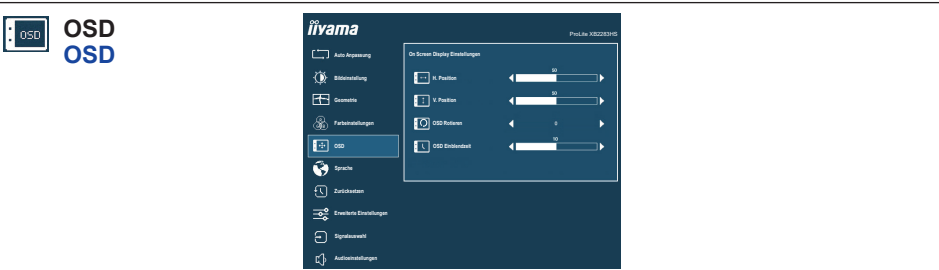 OSD
OSD
OSD
iiyama
ProLite XB2283HS
Auto Anpassung
Bildeinstellung
Geometrie
Farbeinstellungen
OSD
Sprache
Zurücksetzen
Erweiterte Einstellungen
Signalauswahl
Audioeinstellungen
On Screen Display Einstellungen
H. Position
50
V. Position
50
OSD Rotieren
0
OSD Einblendzeit
50